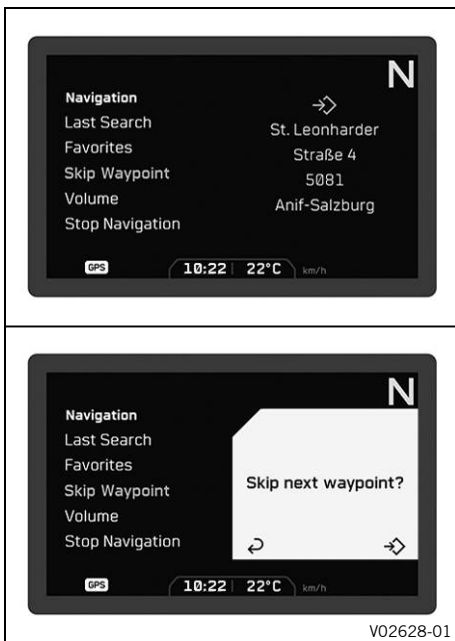 N
Navigation
Last Search
Favorites
Skip Waypoint
Volume
Stop Navigation
St. Leonharder
Straße 4
5081
Anif-Salzburg
GPS
10:22 22°C km/h
N
Navigation
Last Search
Favorites
Skip Waypoint
Volume
Stop Navigation
Skip next waypoint?
GPS
10:22 22°C km/h
V02628-01